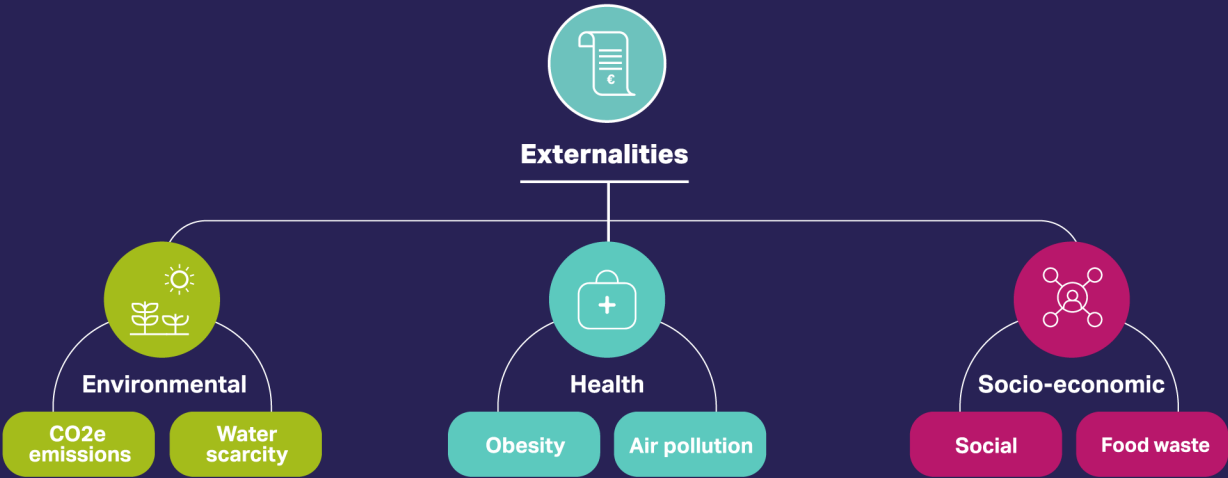 €
Externalities
Environmental
Health
Socio-economic
CO2e
emissions
Water
scarcity
Obesity
Air pollution
Social
Food waste